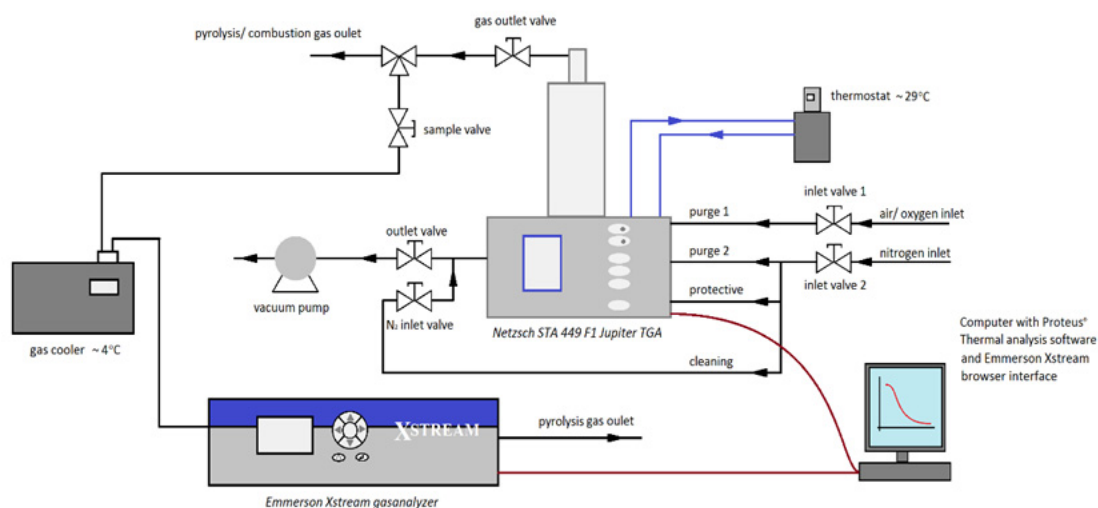 gas outlet valve
pyrolysis/ combustion gas oulet
thermostat ~ 29°C
sample valve
inlet valve 1
purge 1
air/ oxygen inlet
outlet valve
purge 2
nitrogen inlet
inlet valve 2
vacuum pump
N₂ inlet valve
protective
Netzsch STA 449 F1 Jupiter TGA
gas cooler ~ 4°C
cleaning
Computer with Proteus®
Thermal analysis software
and Emmerson Xstream
browser interface
XSTREAM
pyrolysis gas oulet
Emmerson Xstream gasanalyzer